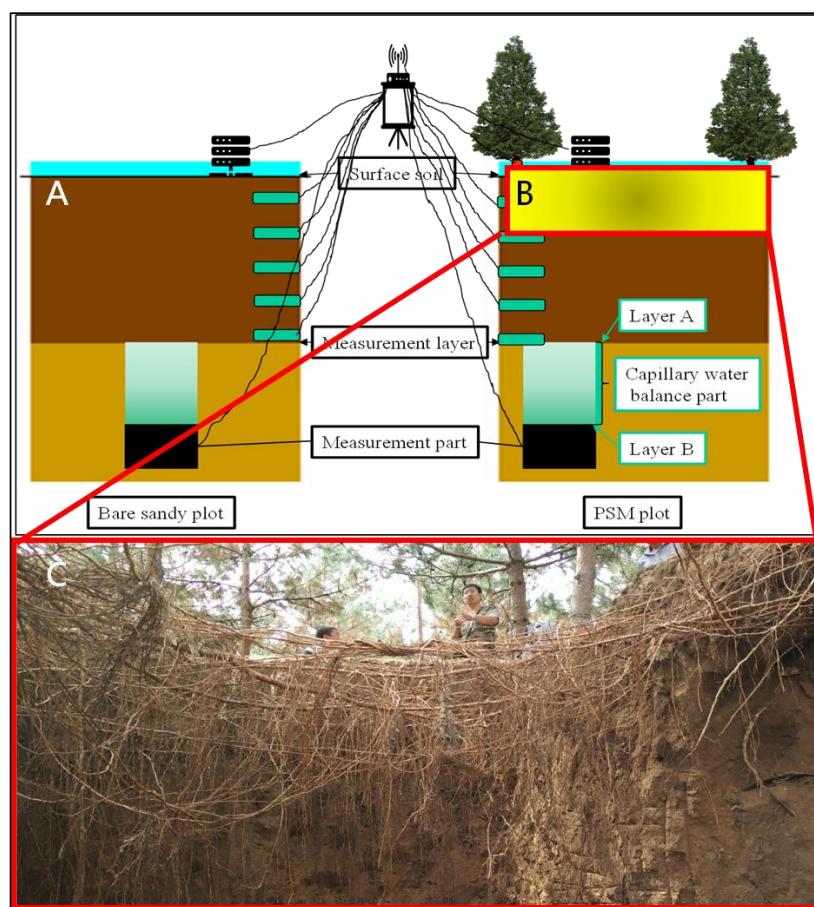 A
Surface soil
B
Layer A
Measurement layer
Capillary water
balance part
Measurement part
Layer B
Bare sandy plot
PSM plot
C